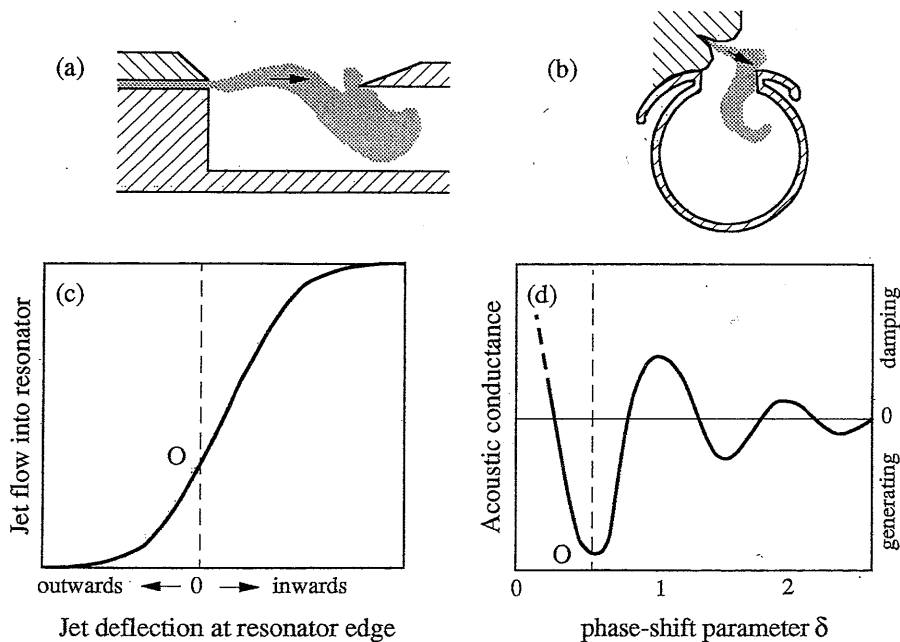 (a)
(b)
(c)
Jet flow into resonator
O
outwards 0 inwards
Jet deflection at resonator edge
(d)
Acoustic conductance
O
damping
0
generating
0 1 2
phase-shift parameter δ